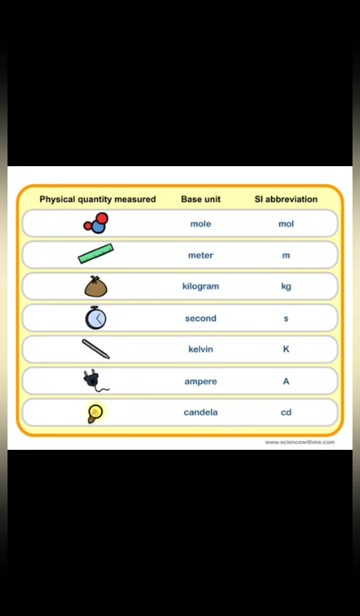 Physical quantity measured Base unit SI abbreviation
mole mol
meter m
kilogram kg
second s
kelvin K
ampere A
candela cd
www.sciencewithme.com